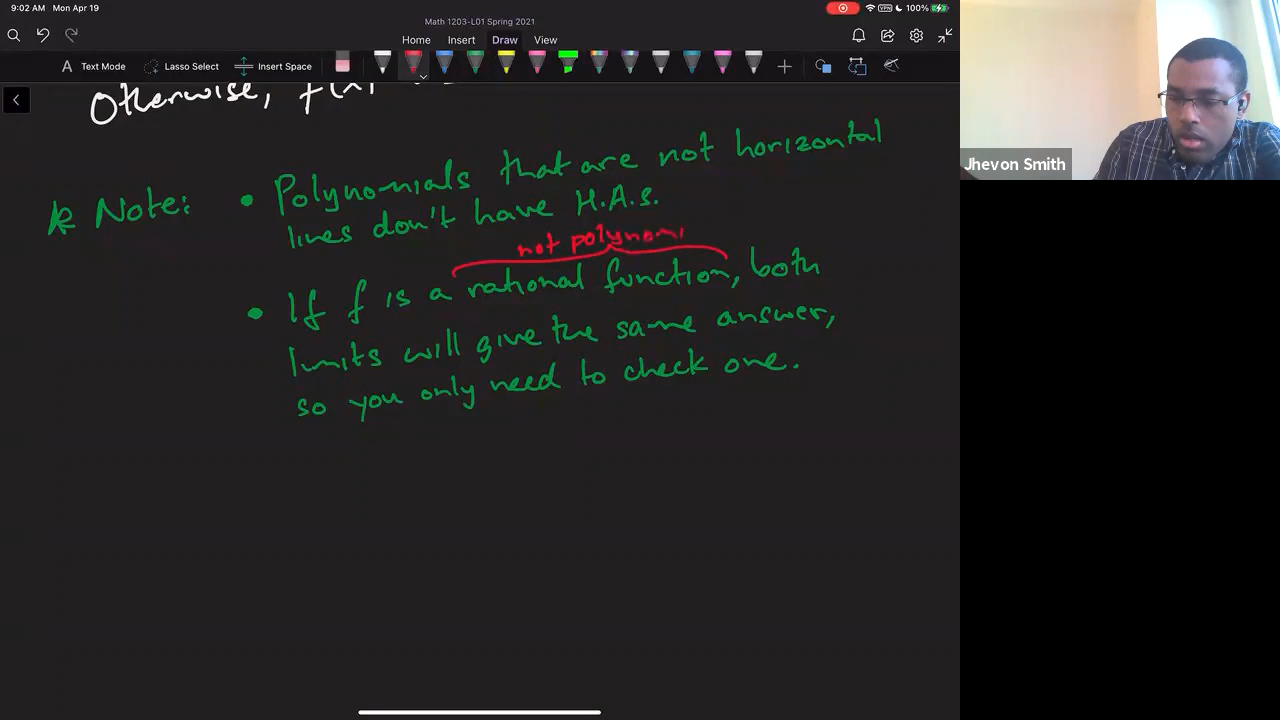 9:02 AM Mon Apr 19
VPN 100%
Math 1203-L01 Spring 2021
Home Insert Draw View
Text Mode Lasso Select Insert Space
Otherwise, f(x)
Note: • Polynomials that are not horizontal
lines don't have H.A.s.
not polynomi
• If f is a rational function, both
limits will give the same answer,
so you only need to check one.
Jhevon Smith